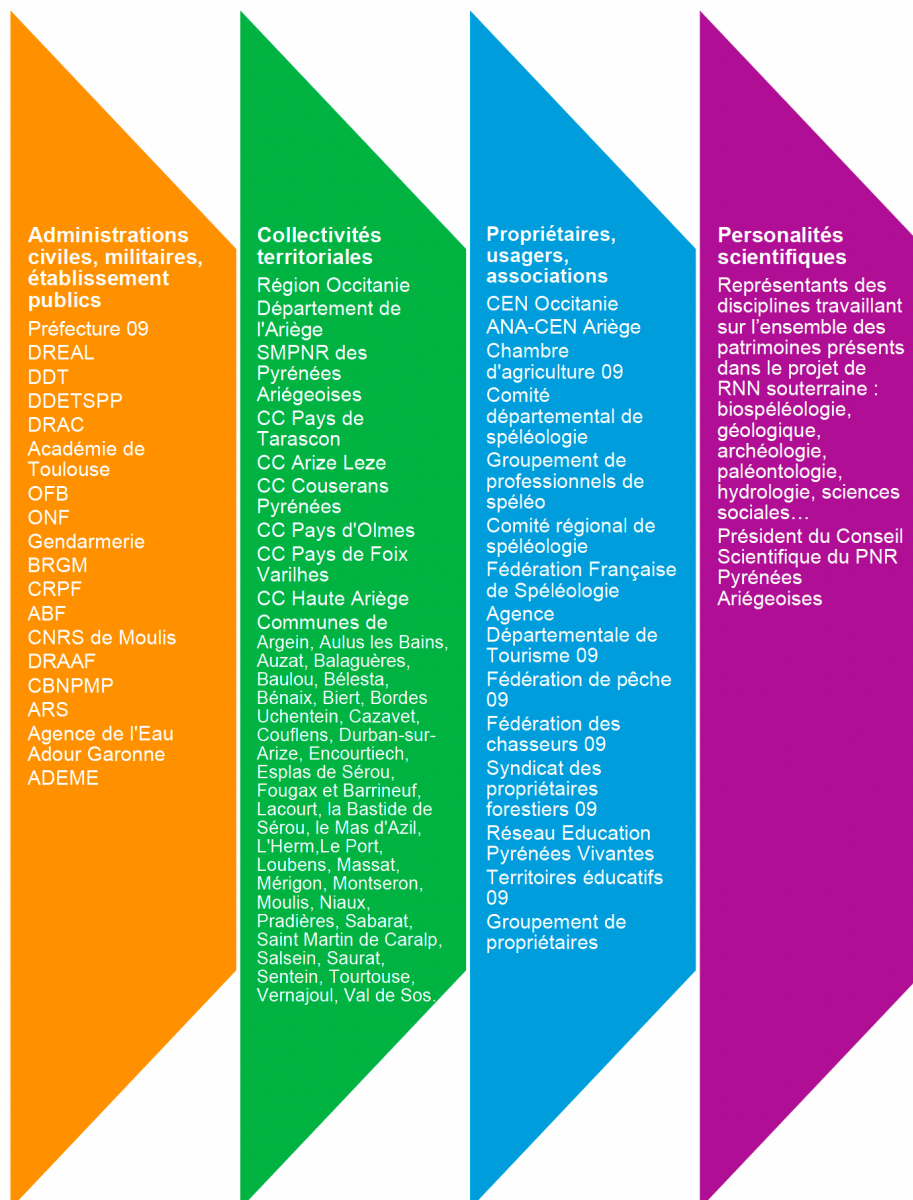 Administrations
civiles, militaires,
établissement
publics
Préfecture 09
DREAL
DDT
DDETSPP
DRAC
Académie de
Toulouse
OFB
ONF
Gendarmerie
BRGM
CRPF
ABF
CNRS de Moulis
DRAAF
CBNPMP
ARS
Agence de l'Eau
Adour Garonne
ADEME
Collectivités
territoriales
Région Occitanie
Département de
l'Ariège
SMPNR des
Pyrénées
Ariégeoises
CC Pays de
Tarascon
CC Arize Leze
CC Couserans
Pyrénées
CC Pays d'Olmes
CC Pays de Foix
Varilhes
CC Haute Ariège
Communes de
Argein, Aulus les Bains,
Auzat, Balaguères,
Baulou, Bélesta,
Bénaix, Biert, Bordes
Uchentein, Cazavet,
Couflens, Durban-sur-
Arize, Encourtiech,
Esplas de Sérou,
Fougax et Barrineuf,
Lacourt, la Bastide de
Sérou, le Mas d'Azil,
L'Herm,Le Port,
Loubens, Massat,
Mérigon, Montseron,
Moulis, Niaux,
Pradières, Sabarat,
Saint Martin de Caralp,
Salsein, Saurat,
Sentein, Tourtouse,
Vernajoul, Val de Sos.
Propriétaires,
usagers,
associations
CEN Occitanie
ANA-CEN Ariège
Chambre
d'agriculture 09
Comité
départemental de
spéléologie
Groupement de
professionnels de
spéléo
Comité régional de
spéléologie
Fédération Française
de Spéléologie
Agence
Départementale de
Tourisme 09
Fédération de pêche
09
Fédération des
chasseurs 09
Syndicat des
propriétaires
forestiers 09
Réseau Education
Pyrénées Vivantes
Territoires éducatifs
09
Groupement de
propriétaires
Personalités
scientifiques
Représentants des
disciplines travaillant
sur l’ensemble des
patrimoines présents
dans le projet de
RNN souterraine :
biospéléologie,
géologique,
archéologie,
paléontologie,
hydrologie, sciences
sociales…
Président du Conseil
Scientifique du PNR
Pyrénées
Ariégeoises